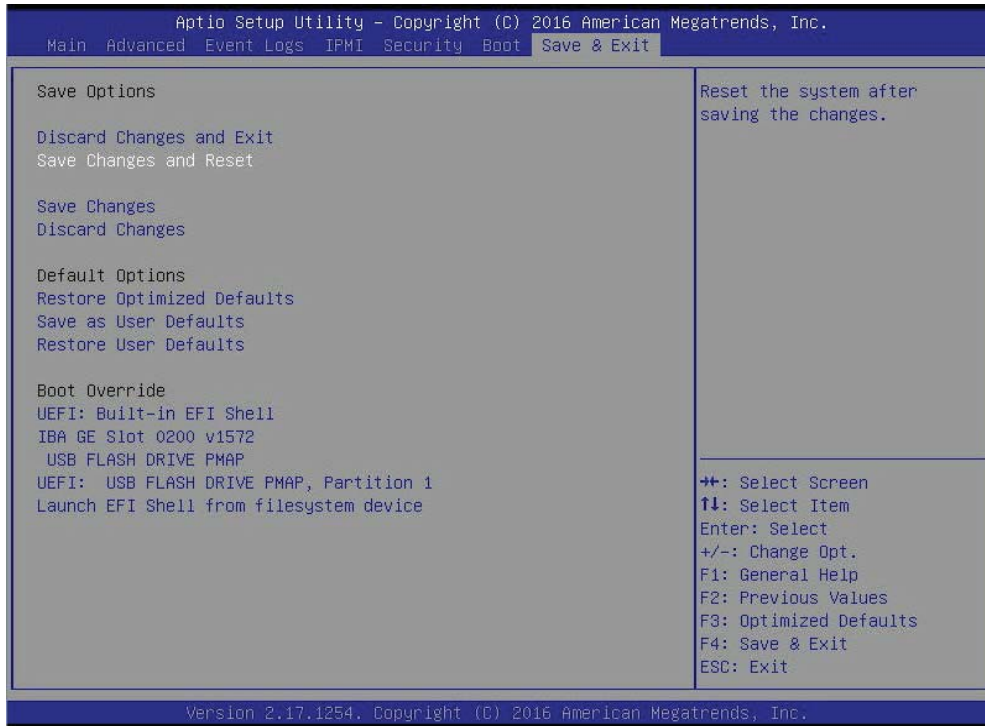 Aptio Setup Utility – Copyright (C) 2016 American Megatrends, Inc.
Main Advanced Event Logs IPMI Security Boot Save & Exit
Save Options
Discard Changes and Exit
Save Changes and Reset
Save Changes
Discard Changes
Default Options
Restore Optimized Defaults
Save as User Defaults
Restore User Defaults
Boot Override
UEFI: Built-in EFI Shell
IBA GE Slot 0200 v1572
USB FLASH DRIVE PMAP
UEFI: USB FLASH DRIVE PMAP, Partition 1
Launch EFI Shell from filesystem device
Reset the system after
saving the changes.
→←: Select Screen
↑↓: Select Item
Enter: Select
+/-: Change Opt.
F1: General Help
F2: Previous Values
F3: Optimized Defaults
F4: Save & Exit
ESC: Exit
Version 2.17.1254. Copyright (C) 2016 American Megatrends, Inc.